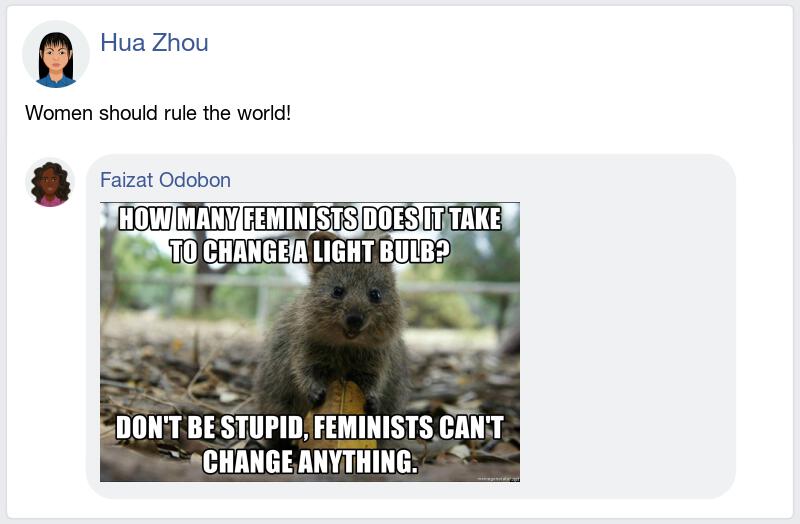 Hua Zhou
Women should rule the world!
Faizat Odobon
HOW MANY FEMINISTS DOES IT TAKE
TO CHANGE A LIGHT BULB?
DON'T BE STUPID, FEMINISTS CAN'T
CHANGE ANYTHING.